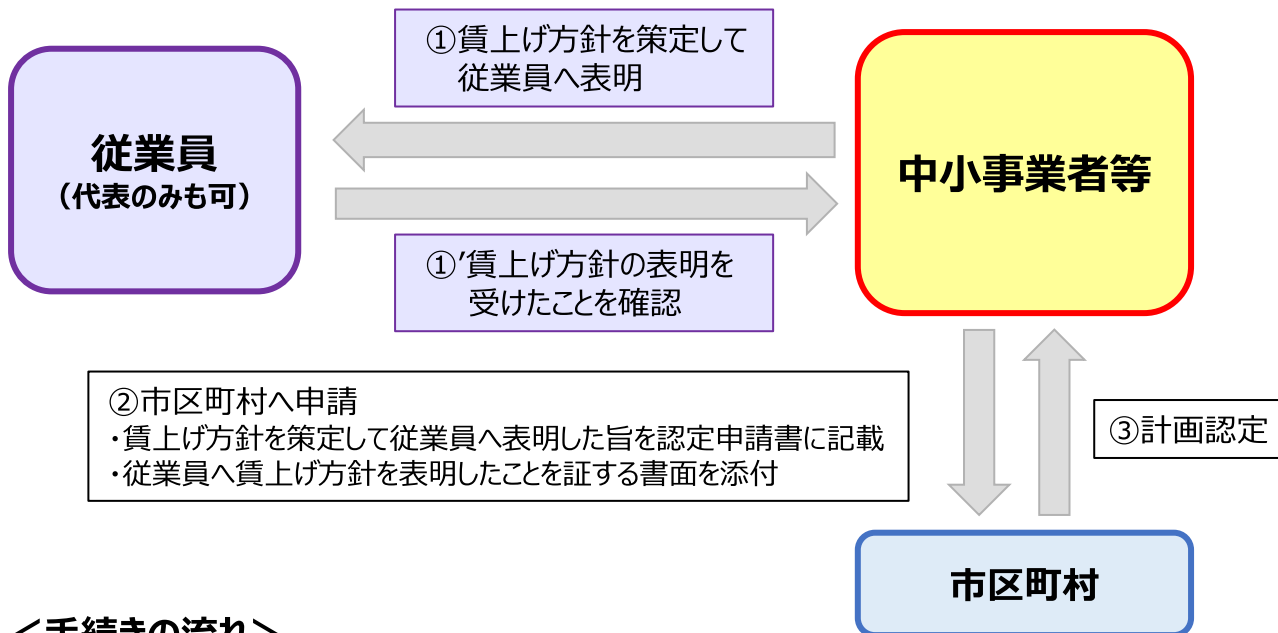 ①賃上げ方針を策定して
従業員へ表明
従業員
（代表のみも可）
中小事業者等
①’賃上げ方針の表明を
受けたことを確認
②市区町村へ申請
・賃上げ方針を策定して従業員へ表明した旨を認定申請書に記載
・従業員へ賃上げ方針を表明したことを証する書面を添付
③計画認定
市区町村
＜手続きの流れ＞